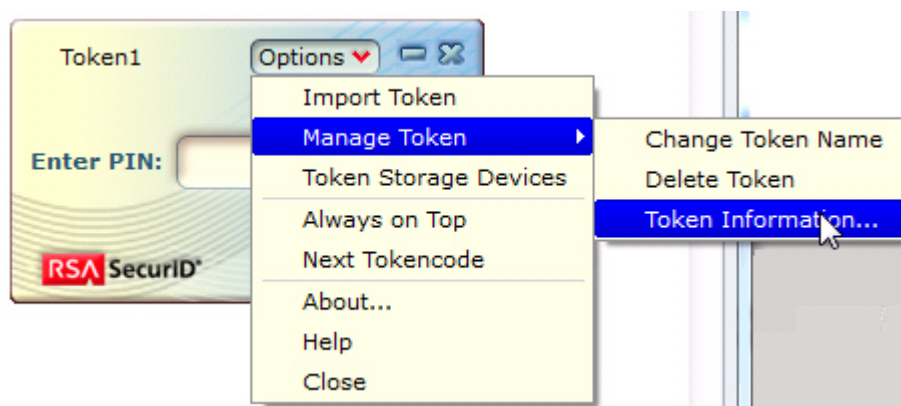 Token1
Options
Import Token
Manage Token
Change Token Name
Enter PIN:
Token Storage Devices
Delete Token
Always on Top
Token Information...
Next Tokencode
RSA SecurID
About...
Help
Close